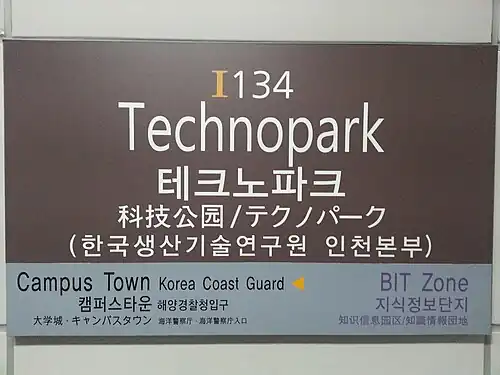 I134
Technopark
테크노파크
科技公园/テクノパーク
(한국생산기술연구원 인천본부)
Campus Town Korea Coast Guard
캠퍼스타운 해양경찰청입구
大学城·キャンパスタウン 海洋警察厅·海洋警察庁入口
BIT Zone
지식정보단지
知识信息园区/知識情報団地